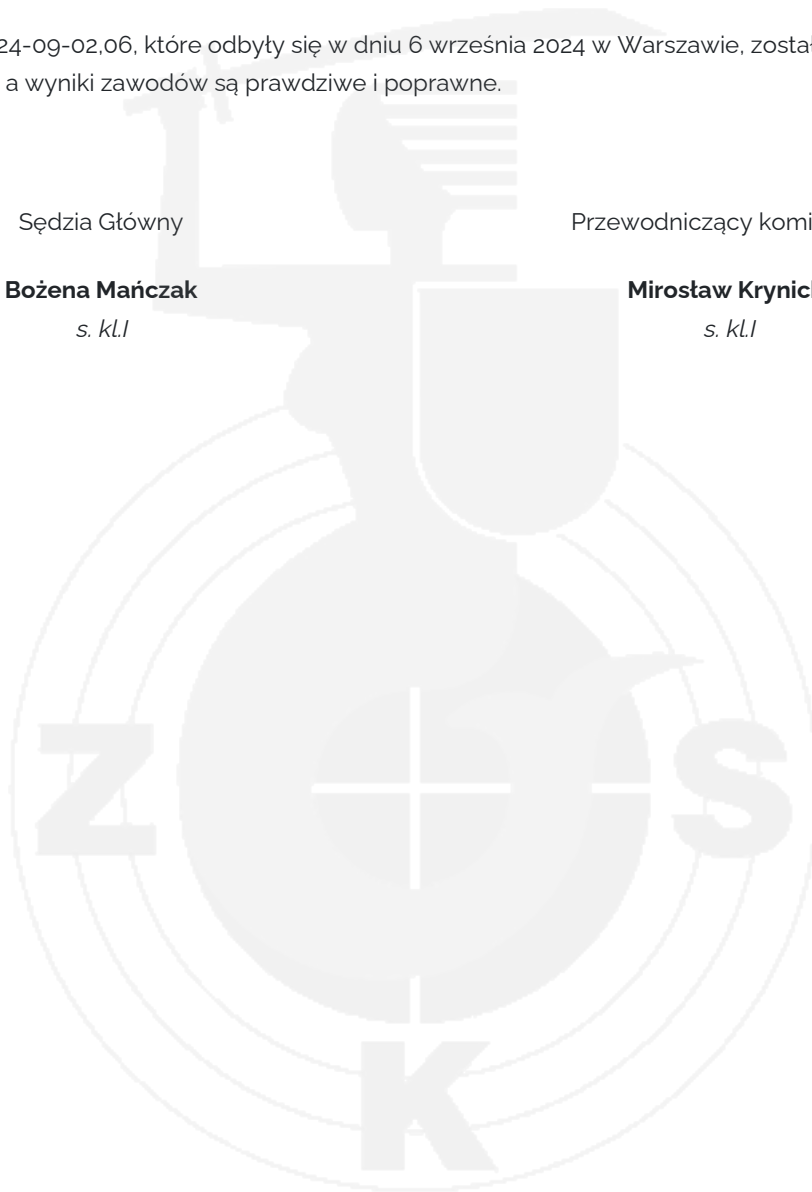 24-09-02,06, które odbyły się w dniu 6 września 2024 w Warszawie, został
a wyniki zawodów są prawdziwe i poprawne.
Sędzia Główny
Przewodniczący komi
Bożena Mańczak
Mirosław Krynic
s. kl.I
s. kl.I
Z S
K